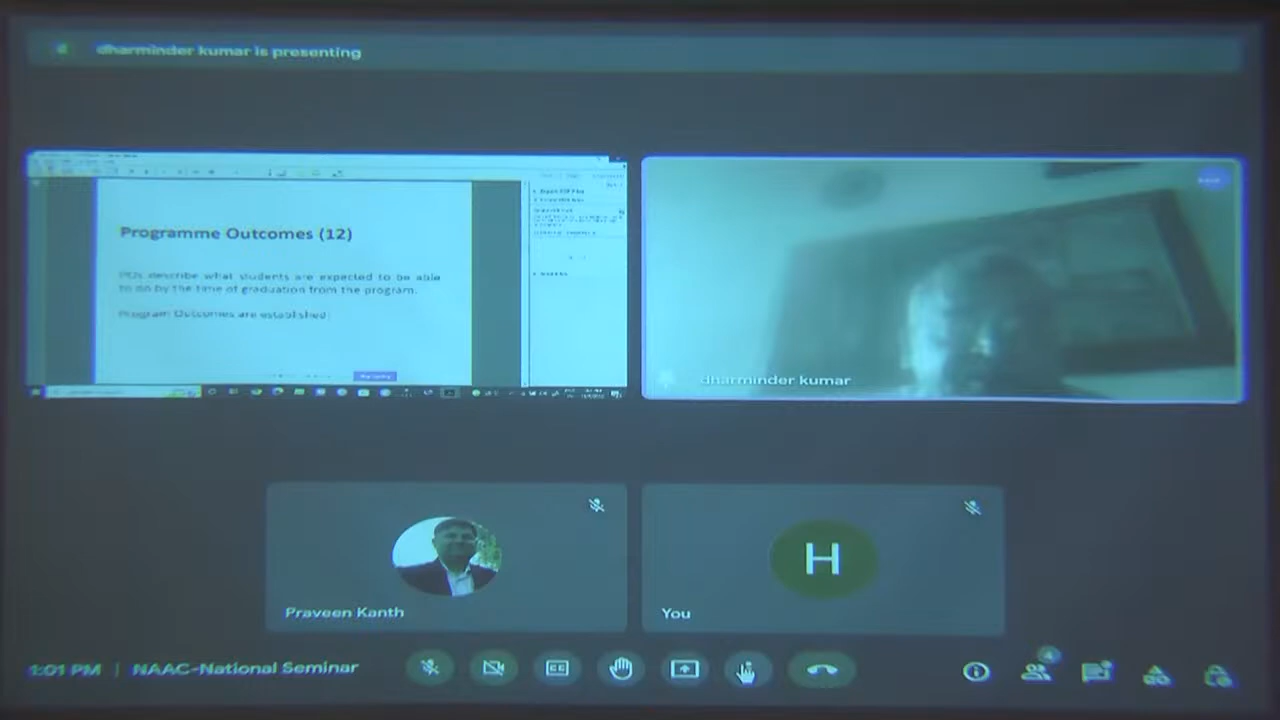 dharminder kumar is presenting
Programme Outcomes (12)
POs describe what students are expected to be able
to do by the time of graduation from the program.
Program Outcomes are established
dharminder kumar
H
Praveen Kanth
You
1:01 PM | NAAC-National Seminar
CC
4